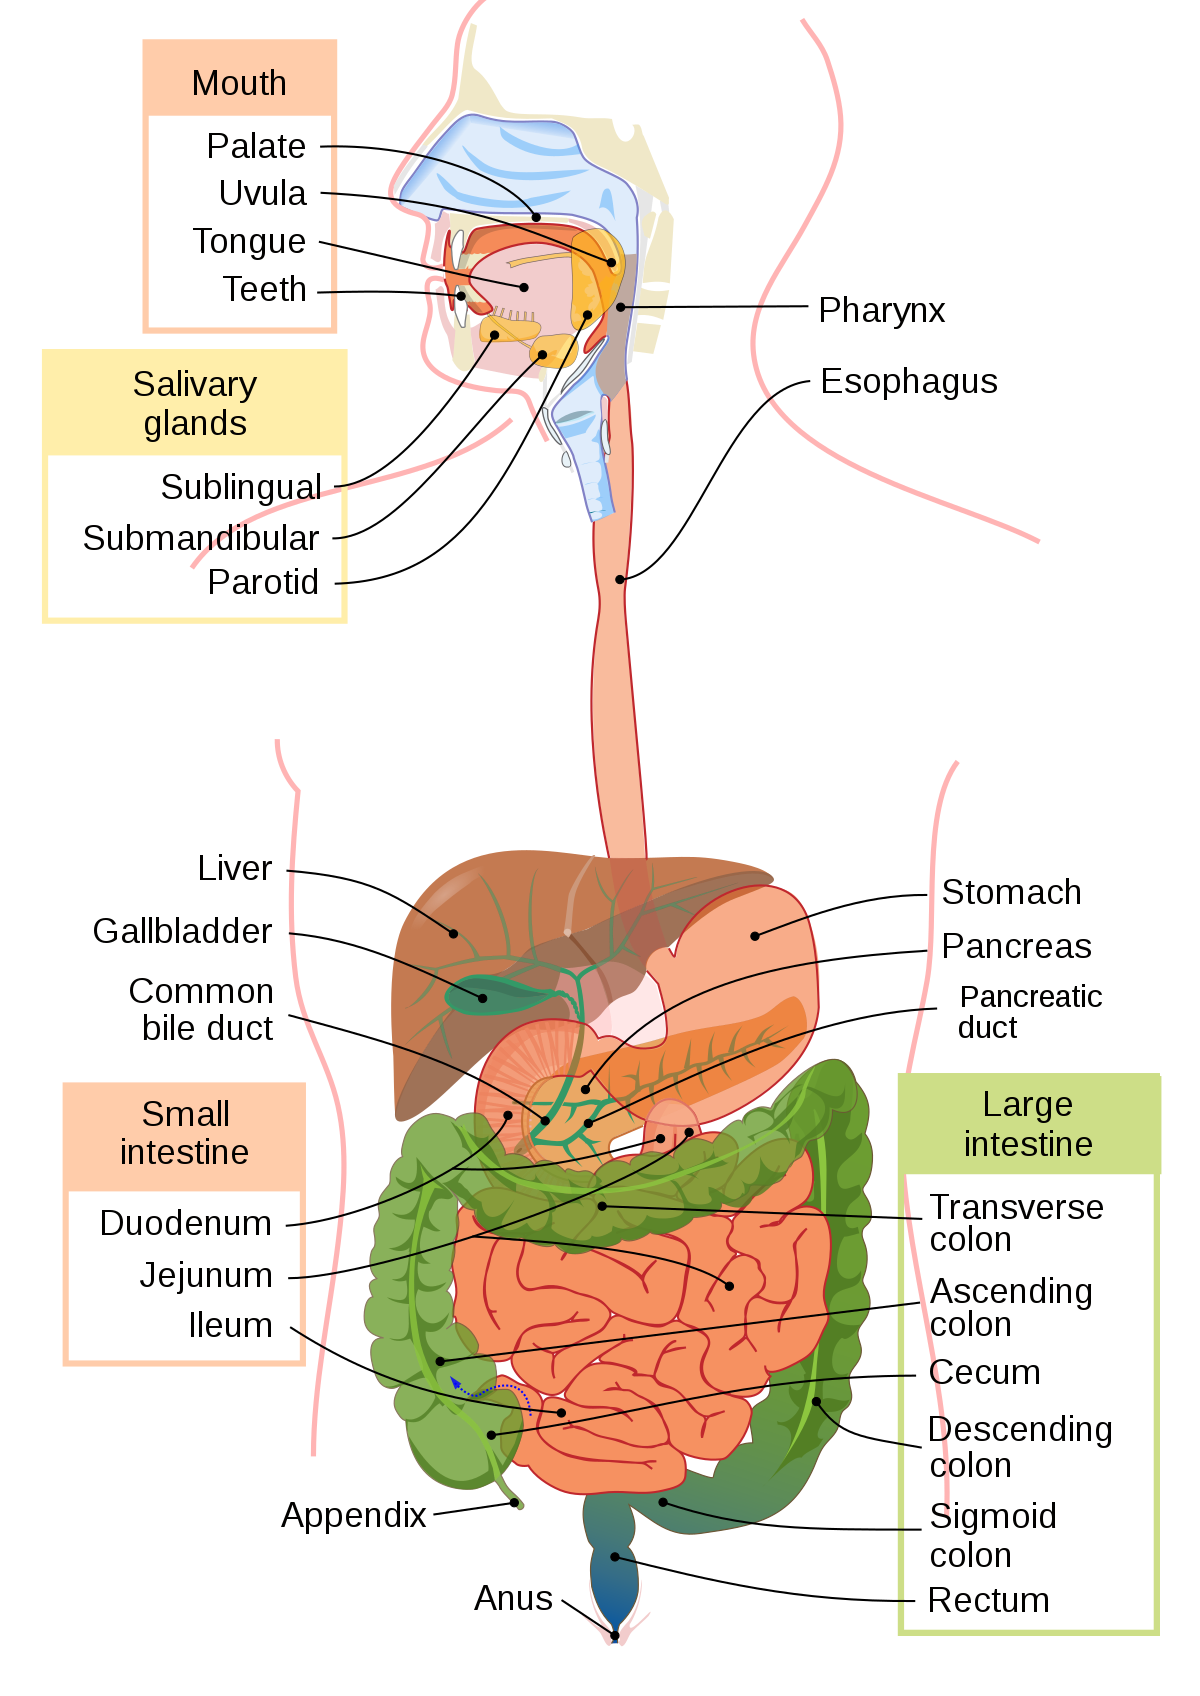 Mouth
Palate
Uvula
Tongue
Teeth
Salivary
glands
Sublingual
Submandibular
Parotid
Pharynx
Esophagus
Liver
Gallbladder
Common
bile duct
Small
intestine
Duodenum
Jejunum
Ileum
Appendix
Anus
Stomach
Pancreas
Pancreatic
duct
Large
intestine
Transverse
colon
Ascending
colon
Cecum
Descending
colon
Sigmoid
colon
Rectum